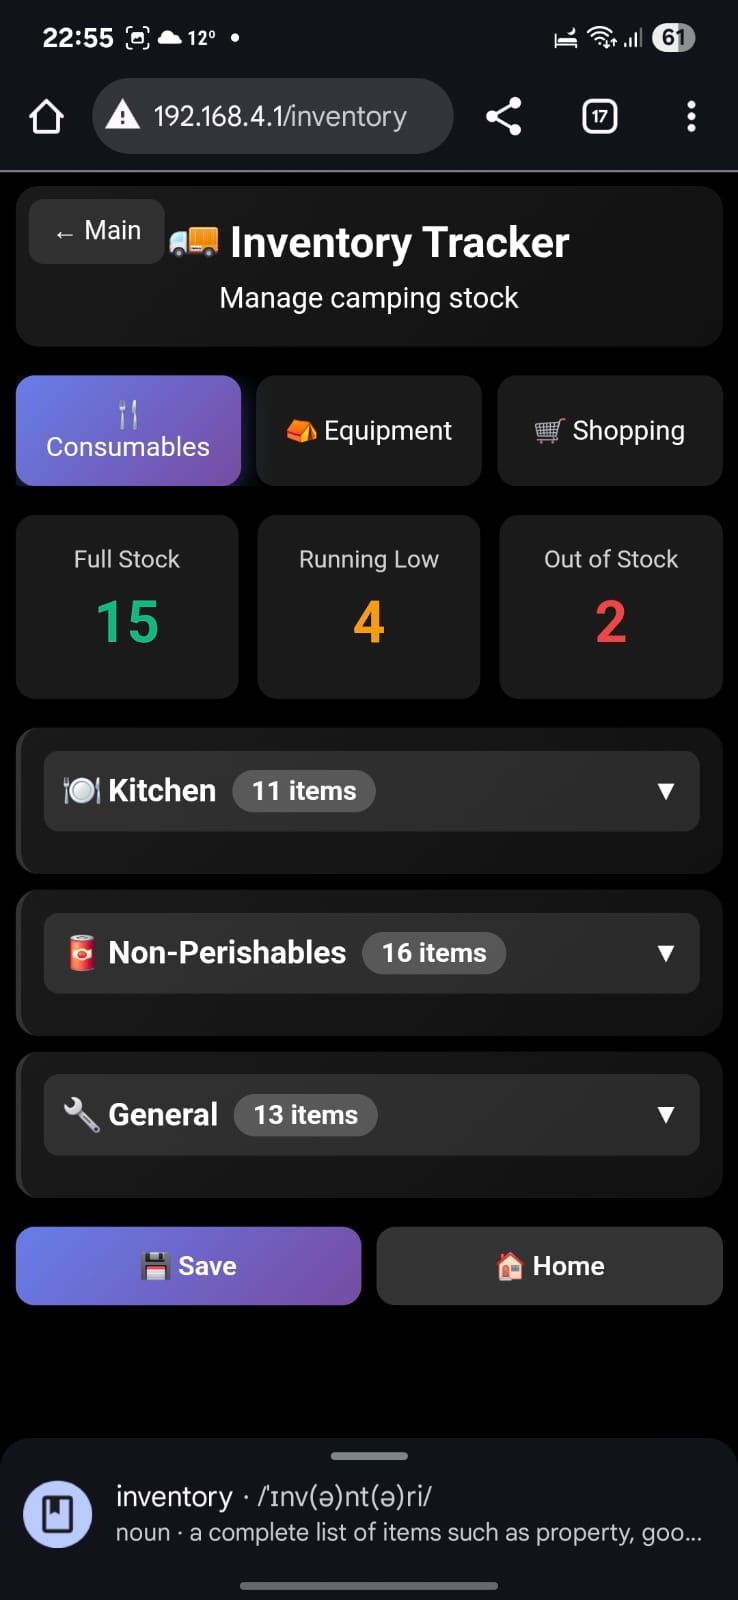 22:55 12° 61
192.168.4.1/inventory 17
← Main
🚚 Inventory Tracker
Manage camping stock
🍴 Consumables
⛺ Equipment
🛒 Shopping
Full Stock
15
Running Low
4
Out of Stock
2
🍽️ Kitchen 11 items ▼
🥫 Non-Perishables 16 items ▼
🔧 General 13 items ▼
💾 Save
🏠 Home
inventory · /ˈɪnv(ə)nt(ə)ri/
noun · a complete list of items such as property, goo...